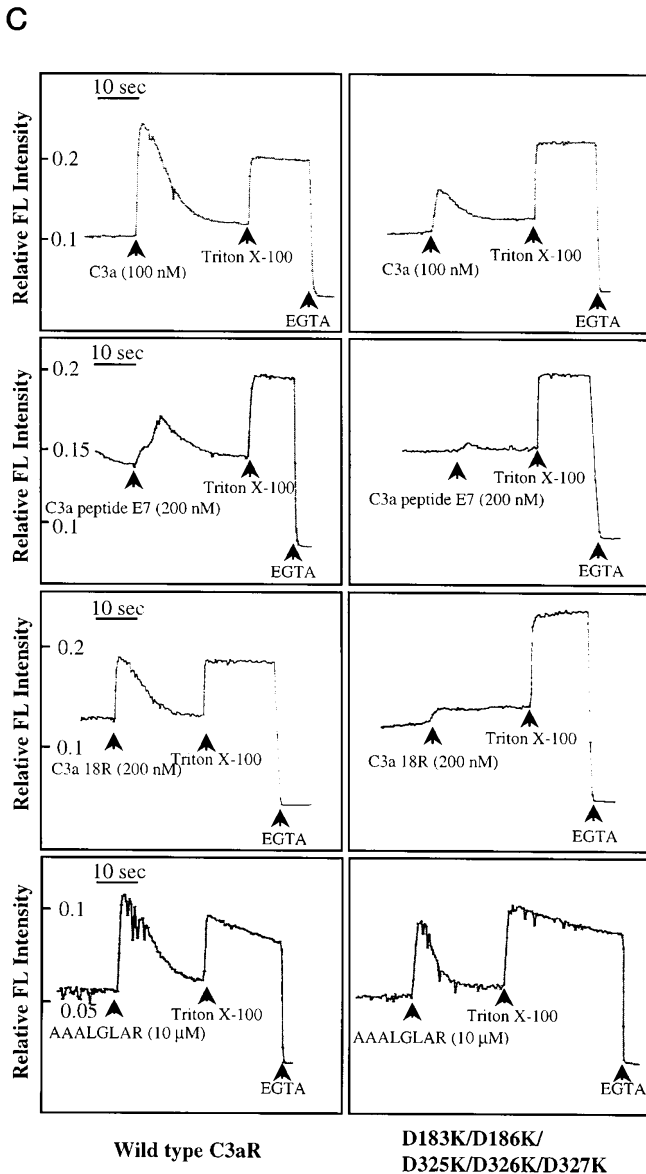 C
10 sec
Relative FL Intensity
0.2
0.1
C3a (100 nM)
Triton X-100
EGTA
C3a (100 nM)
Triton X-100
EGTA
10 sec
Relative FL Intensity
0.2
0.15
0.1
C3a peptide E7 (200 nM)
Triton X-100
EGTA
C3a peptide E7 (200 nM)
Triton X-100
EGTA
10 sec
Relative FL Intensity
0.2
0.1
C3a 18R (200 nM)
Triton X-100
EGTA
C3a 18R (200 nM)
Triton X-100
EGTA
10 sec
Relative FL Intensity
0.1
0.05
AAALGLAR (10 μM)
Triton X-100
EGTA
AAALGLAR (10 μM)
Triton X-100
EGTA
Wild type C3aR
D183K/D186K/
D325K/D326K/D327K